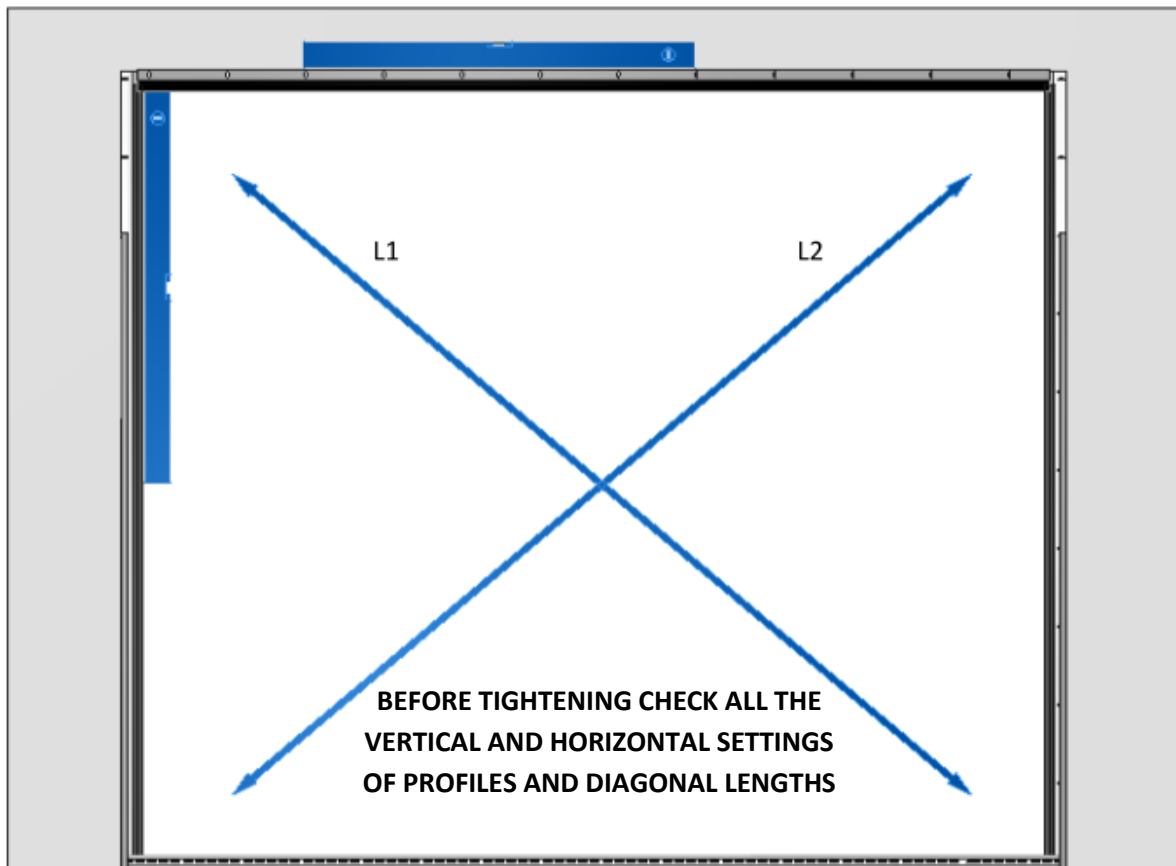 L1
L2
BEFORE TIGHTENING CHECK ALL THE
VERTICAL AND HORIZONTAL SETTINGS
OF PROFILES AND DIAGONAL LENGTHS